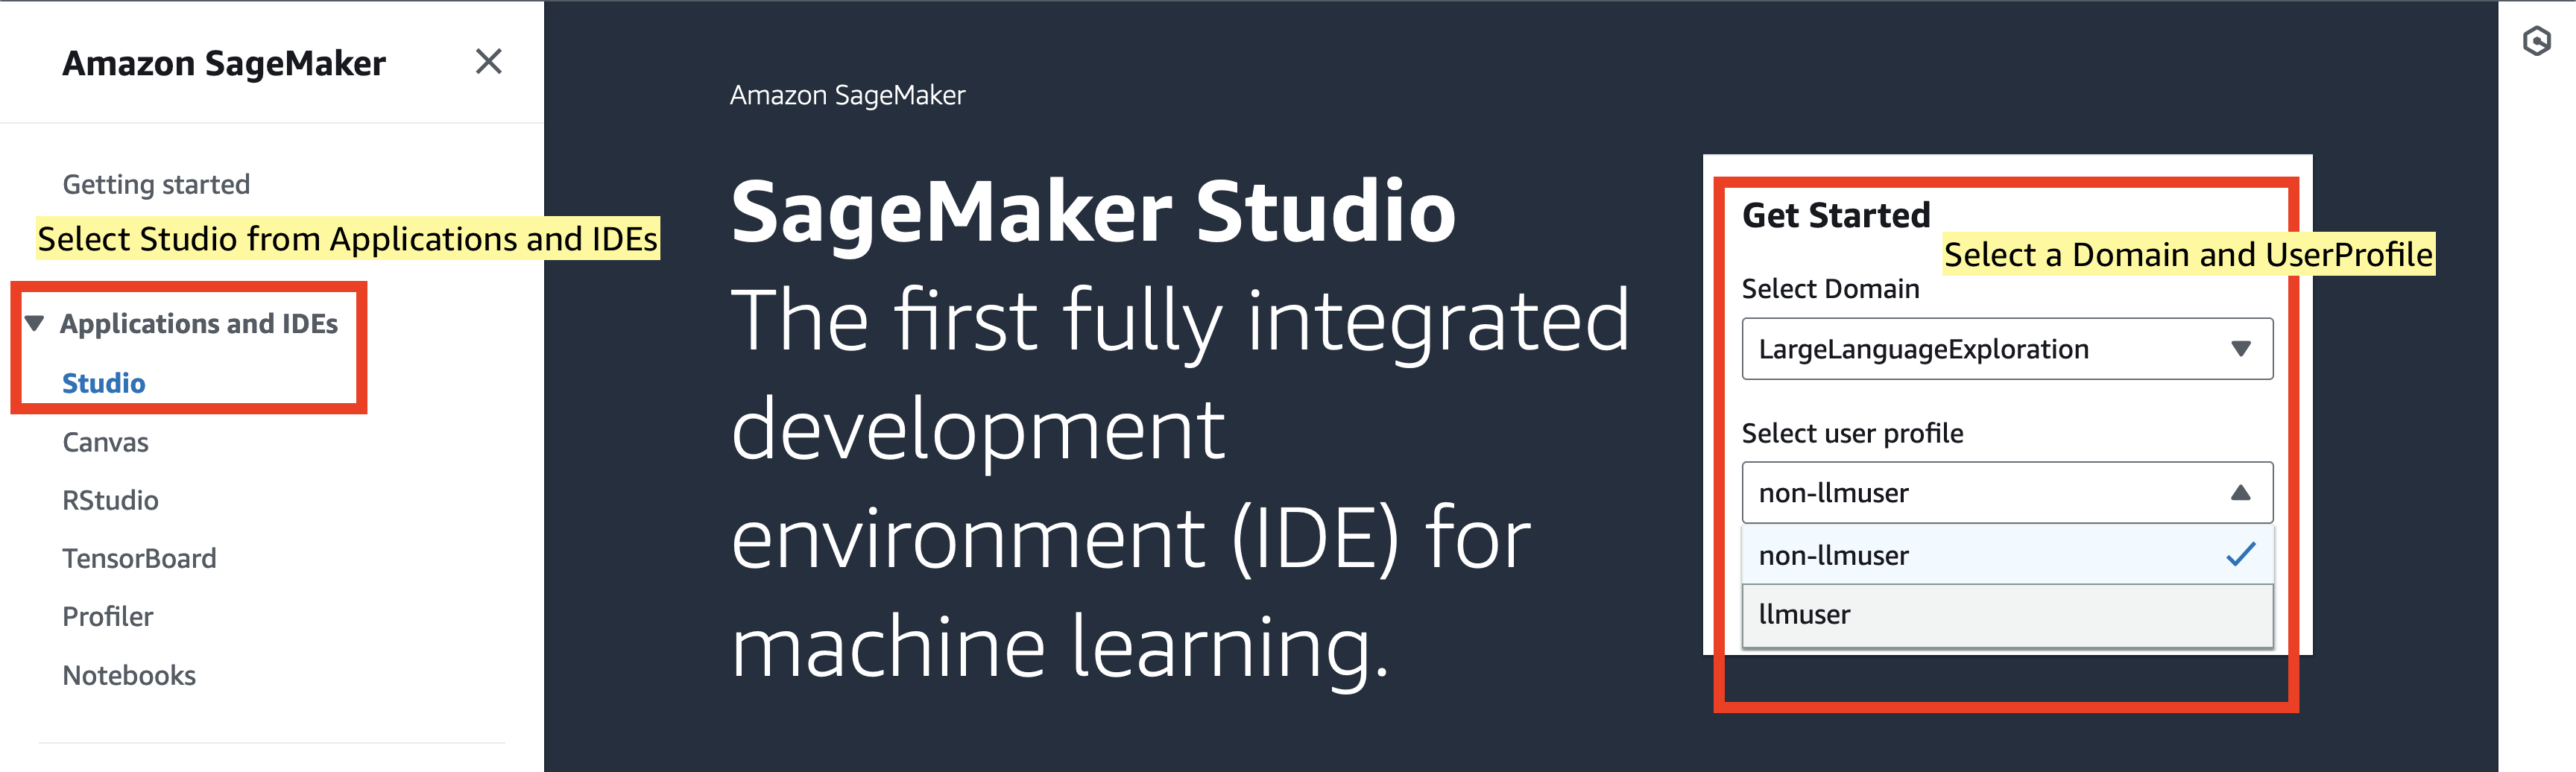 Amazon SageMaker
Getting started
Select Studio from Applications and IDEs
Applications and IDEs
Studio
Canvas
RStudio
TensorBoard
Profiler
Notebooks
Amazon SageMaker
SageMaker Studio
The first fully integrated
development
environment (IDE) for
machine learning.
Get Started
Select a Domain and UserProfile
Select Domain
LargeLanguageExploration
Select user profile
non-llmuser
non-llmuser
llmuser